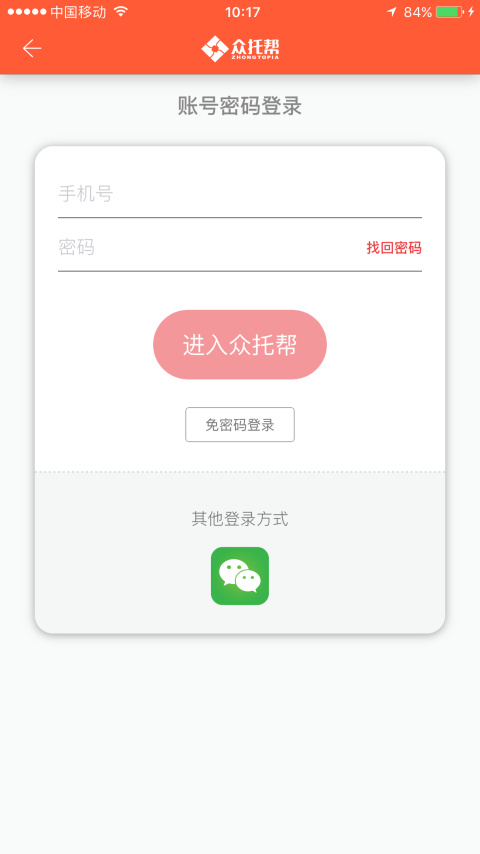 中国移动 10:17 84%
众托帮
ZHONGTOPIA
账号密码登录
手机号
密码 找回密码
进入众托帮
免密码登录
其他登录方式